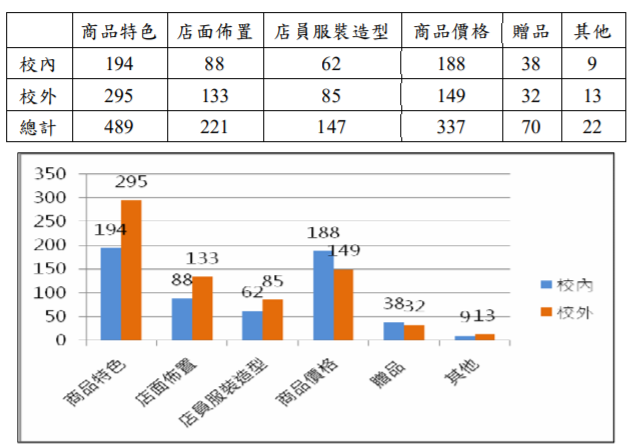 商品特色 店面佈置 店員服裝造型 商品價格 贈品 其他
校內 194 88 62 188 38 9
校外 295 133 85 149 32 13
總計 489 221 147 337 70 22
350
300
250
200
150
100
50
0
194 295 88 133 62 85 188 149 38 32 9 13
商品特色 店面佈置 店員服裝造型 商品價格 贈品 其他
校內
校外